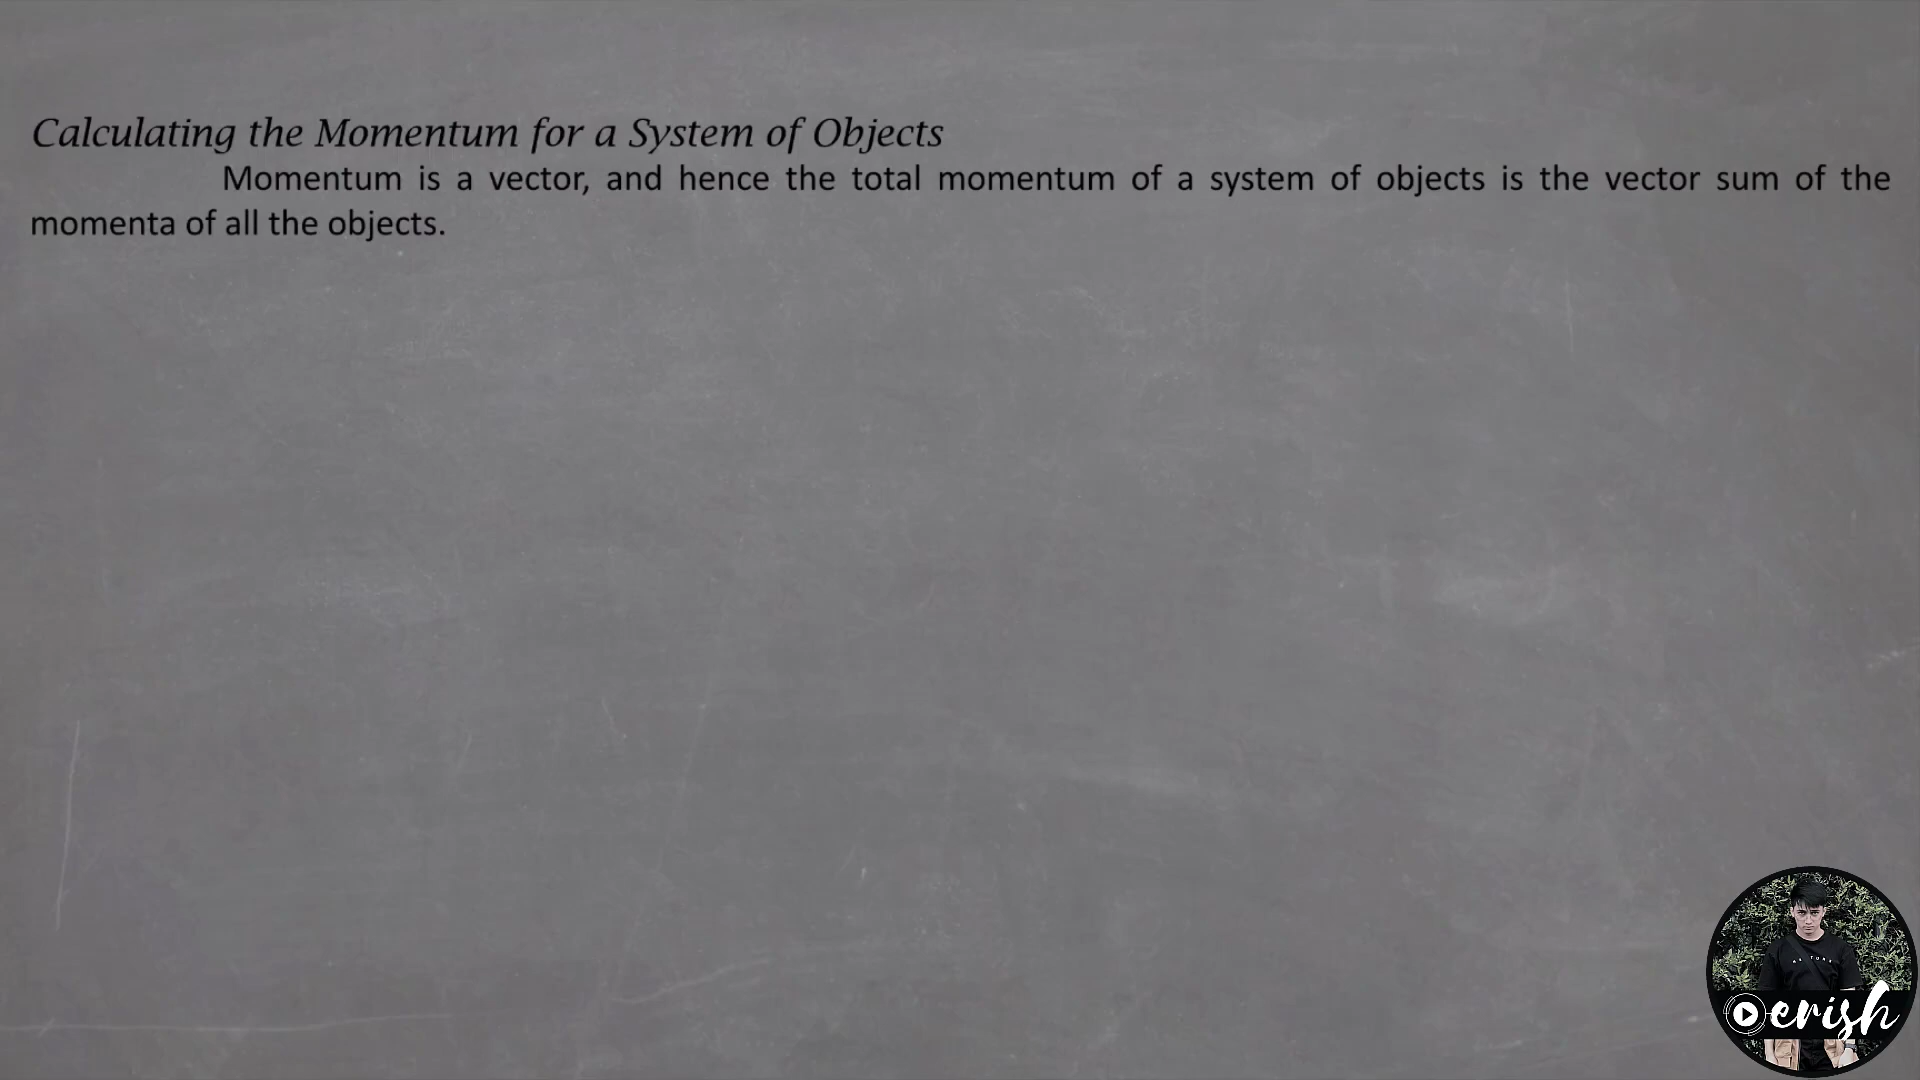 Calculating the Momentum for a System of Objects
Momentum is a vector, and hence the total momentum of a system of objects is the vector sum of the
momenta of all the objects.
erish